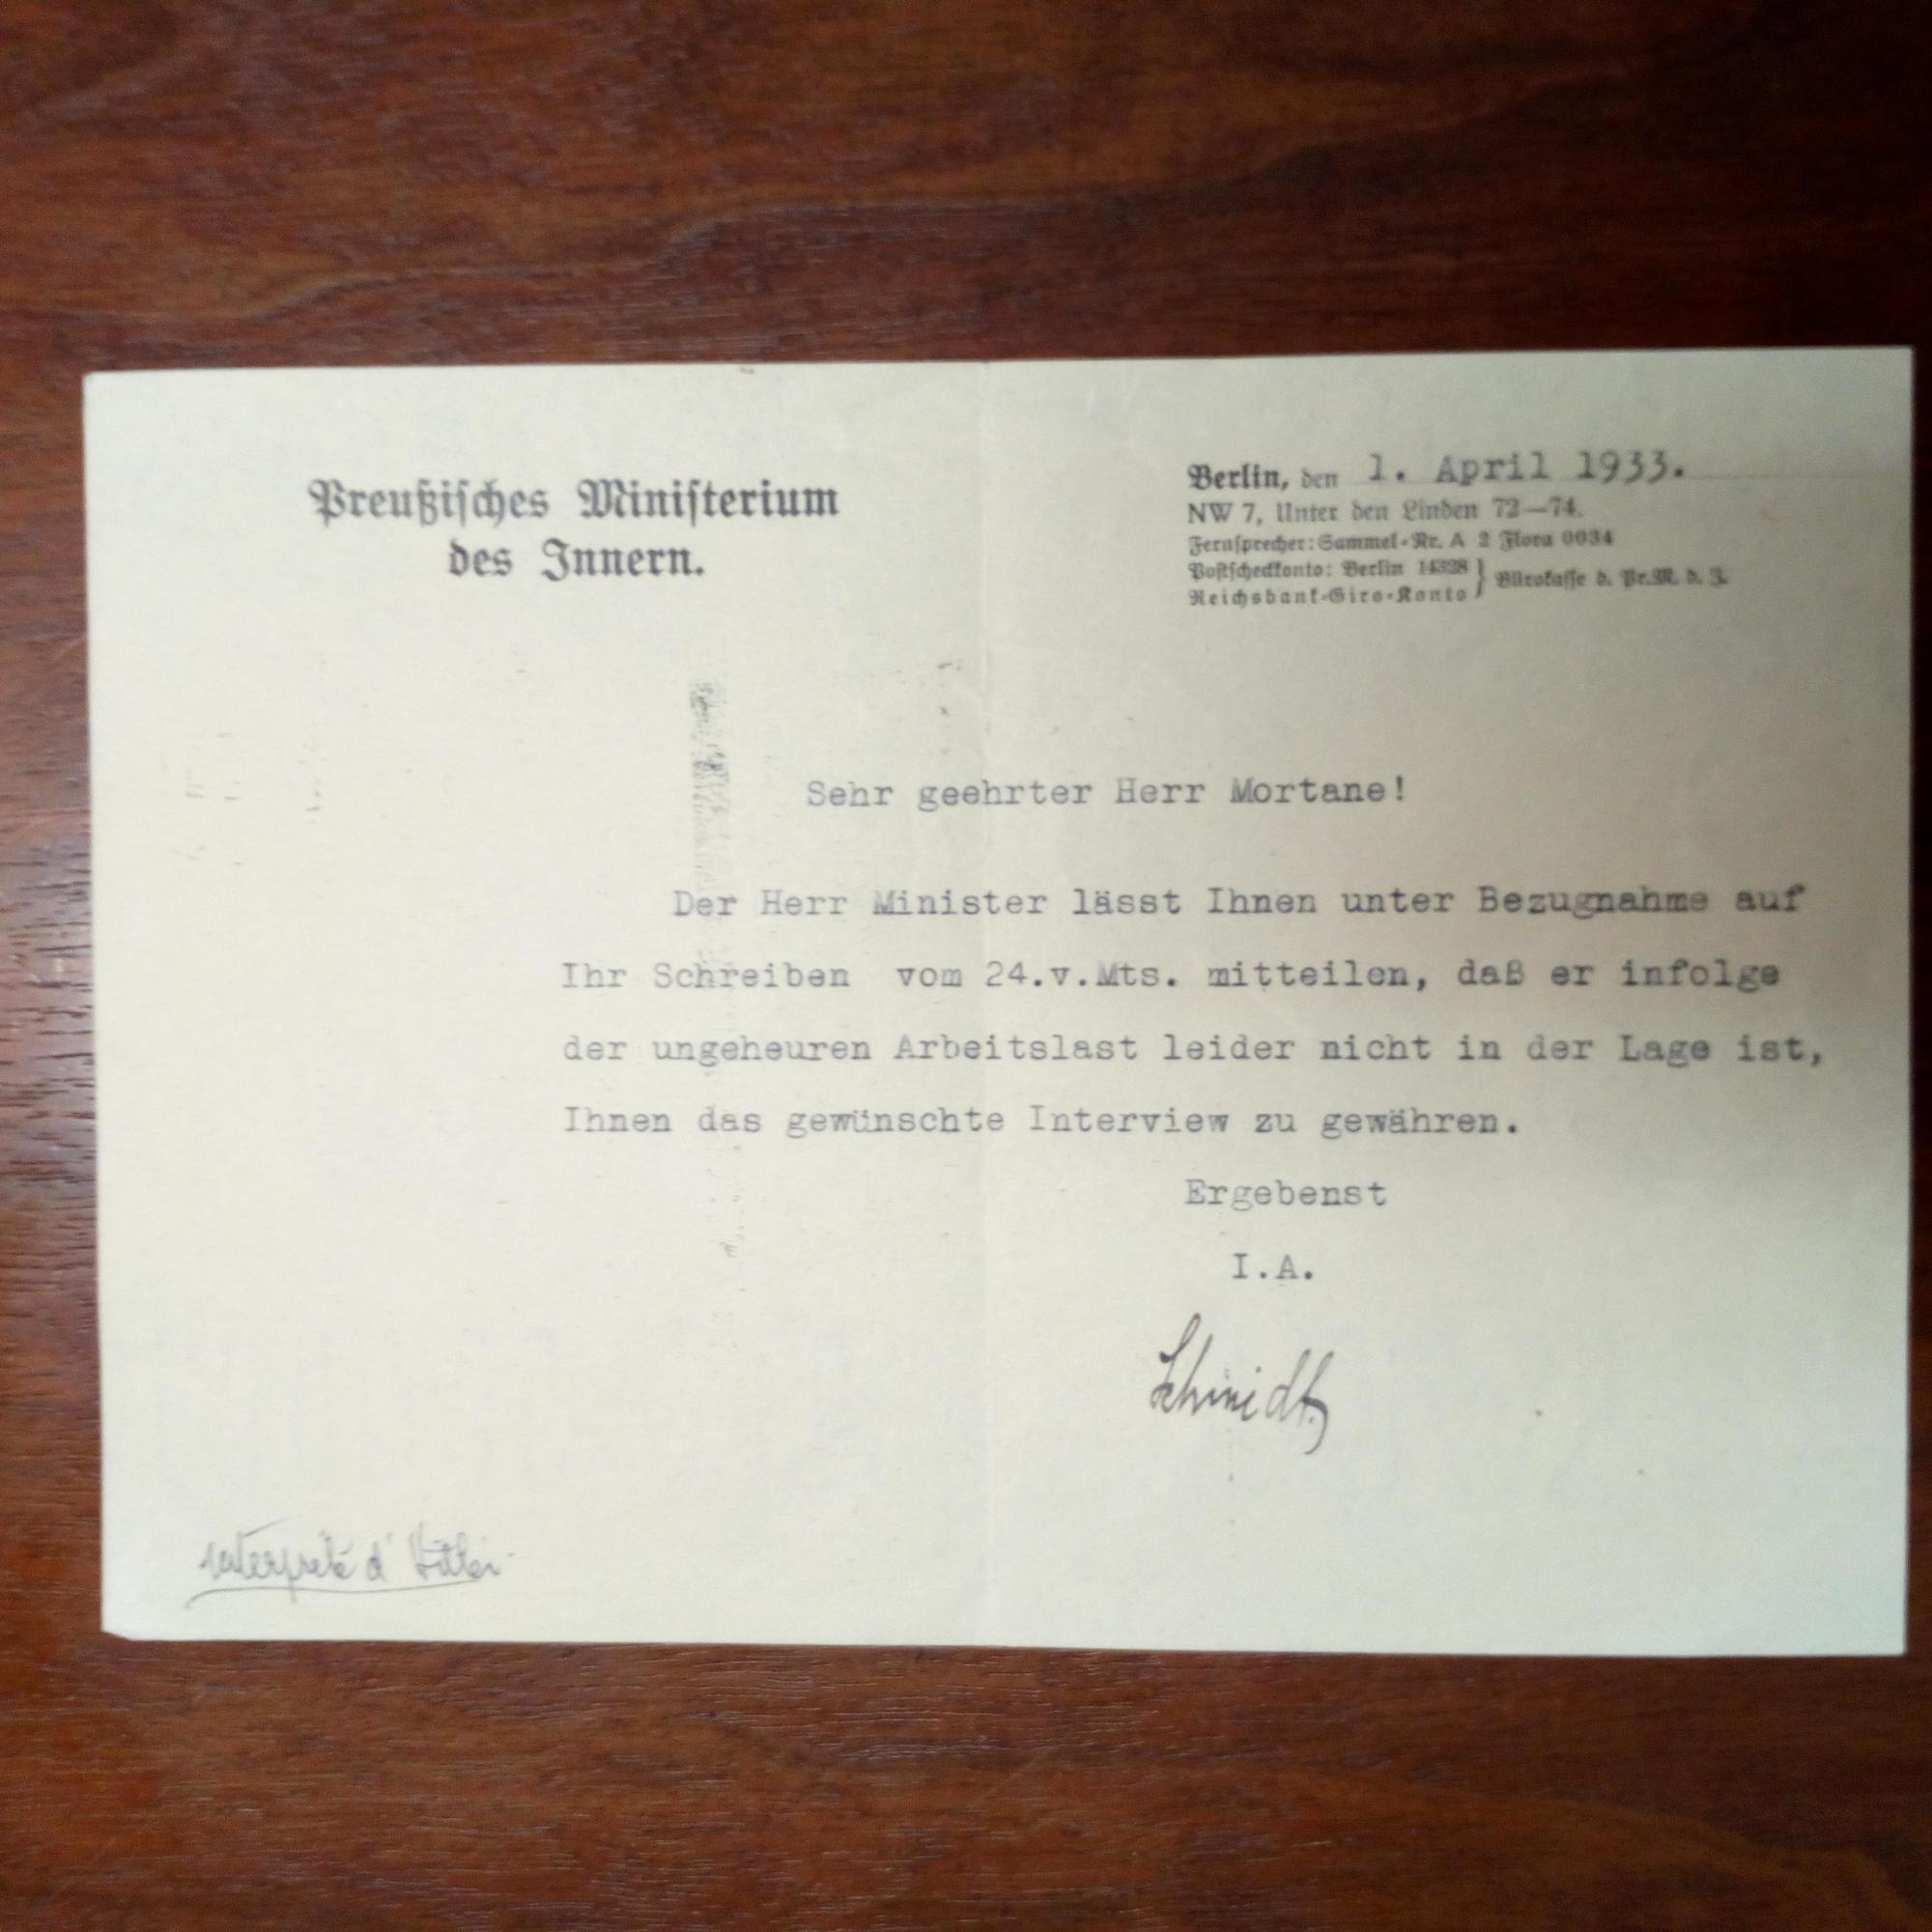 Preußisches Ministerium
des Innern.
Berlin, den 1. April 1933.
NW 7, Unter den Linden 72—74.
Fernsprecher: Sammel-Nr. A 2 Flora 0034
Postscheckkonto: Berlin 14328 } Bürokasse d. Pr.M. d. J.
Reichsbank-Giro-Konto
Sehr geehrter Herr Mortane!
Der Herr Minister lässt Ihnen unter Bezugnahme auf
Ihr Schreiben vom 24.v.Mts. mitteilen, daß er infolge
der ungeheuren Arbeitslast leider nicht in der Lage ist,
Ihnen das gewünschte Interview zu gewähren.
Ergebenst
I.A.
Schmidt
interprète d'Hitler